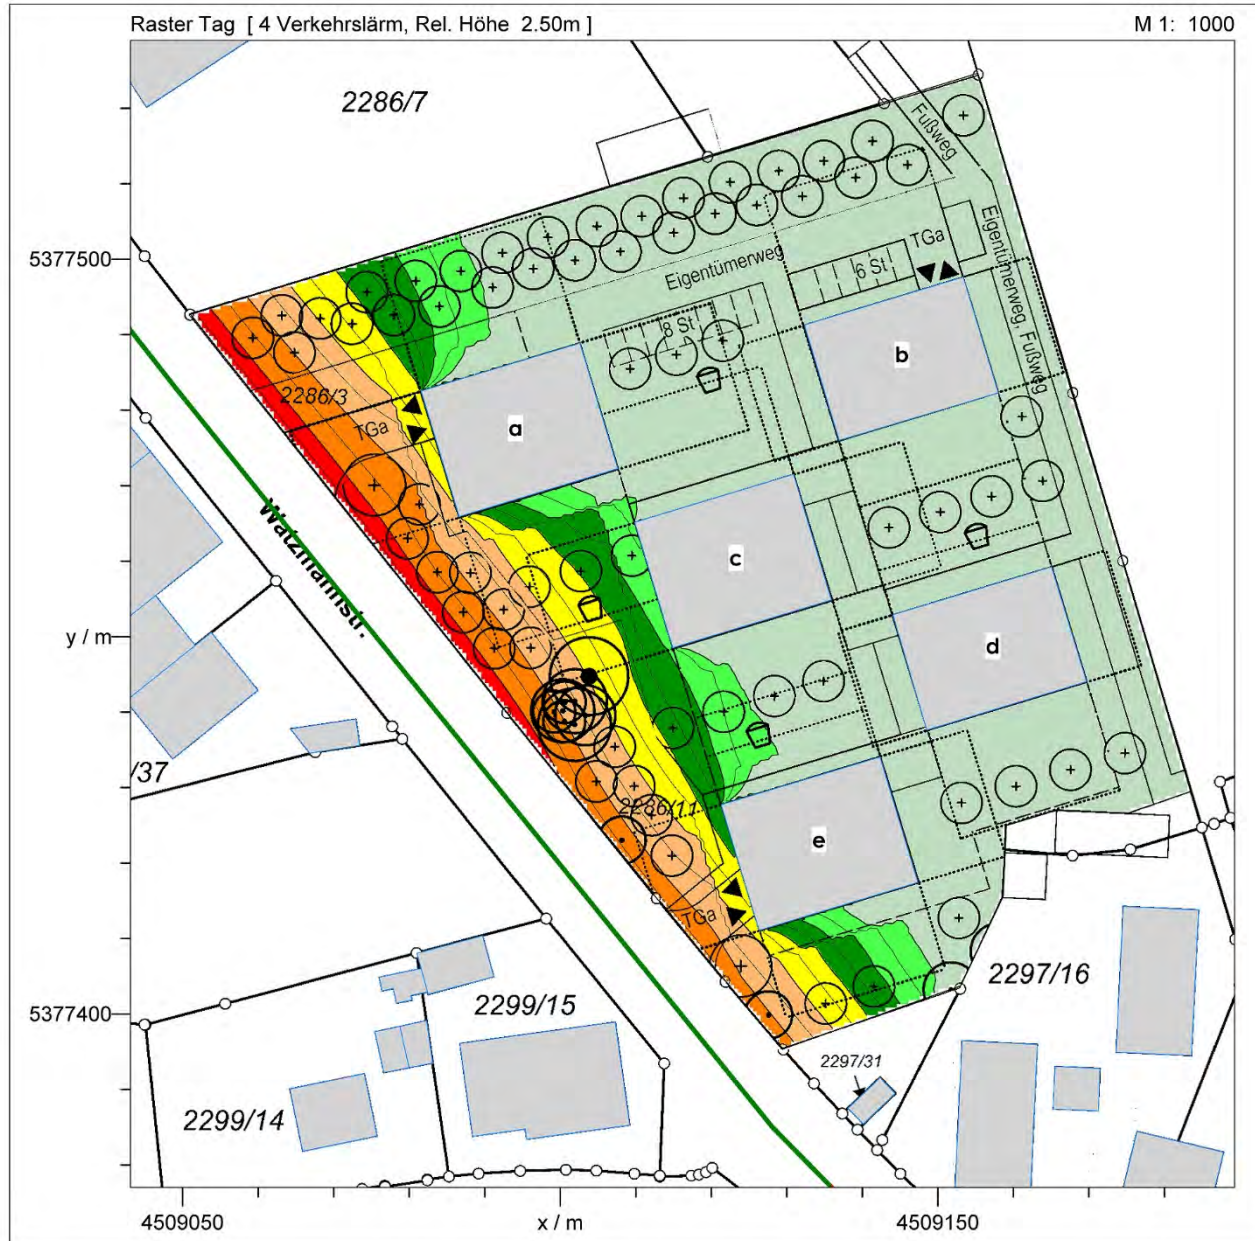 Raster Tag [ 4 Verkehrslärm, Rel. Höhe 2.50m ]
M 1: 1000
2286/7
Fußweg
Eigentümerweg, Fußweg
TGa
5377500
Eigentümerweg
6 St
8 St
b
2286/3
TGa
a
Watzmannstr.
c
y / m
d
/37
2286/11
e
TGa
2299/15
2297/16
5377400
2297/31
2299/14
4509050
x / m
4509150